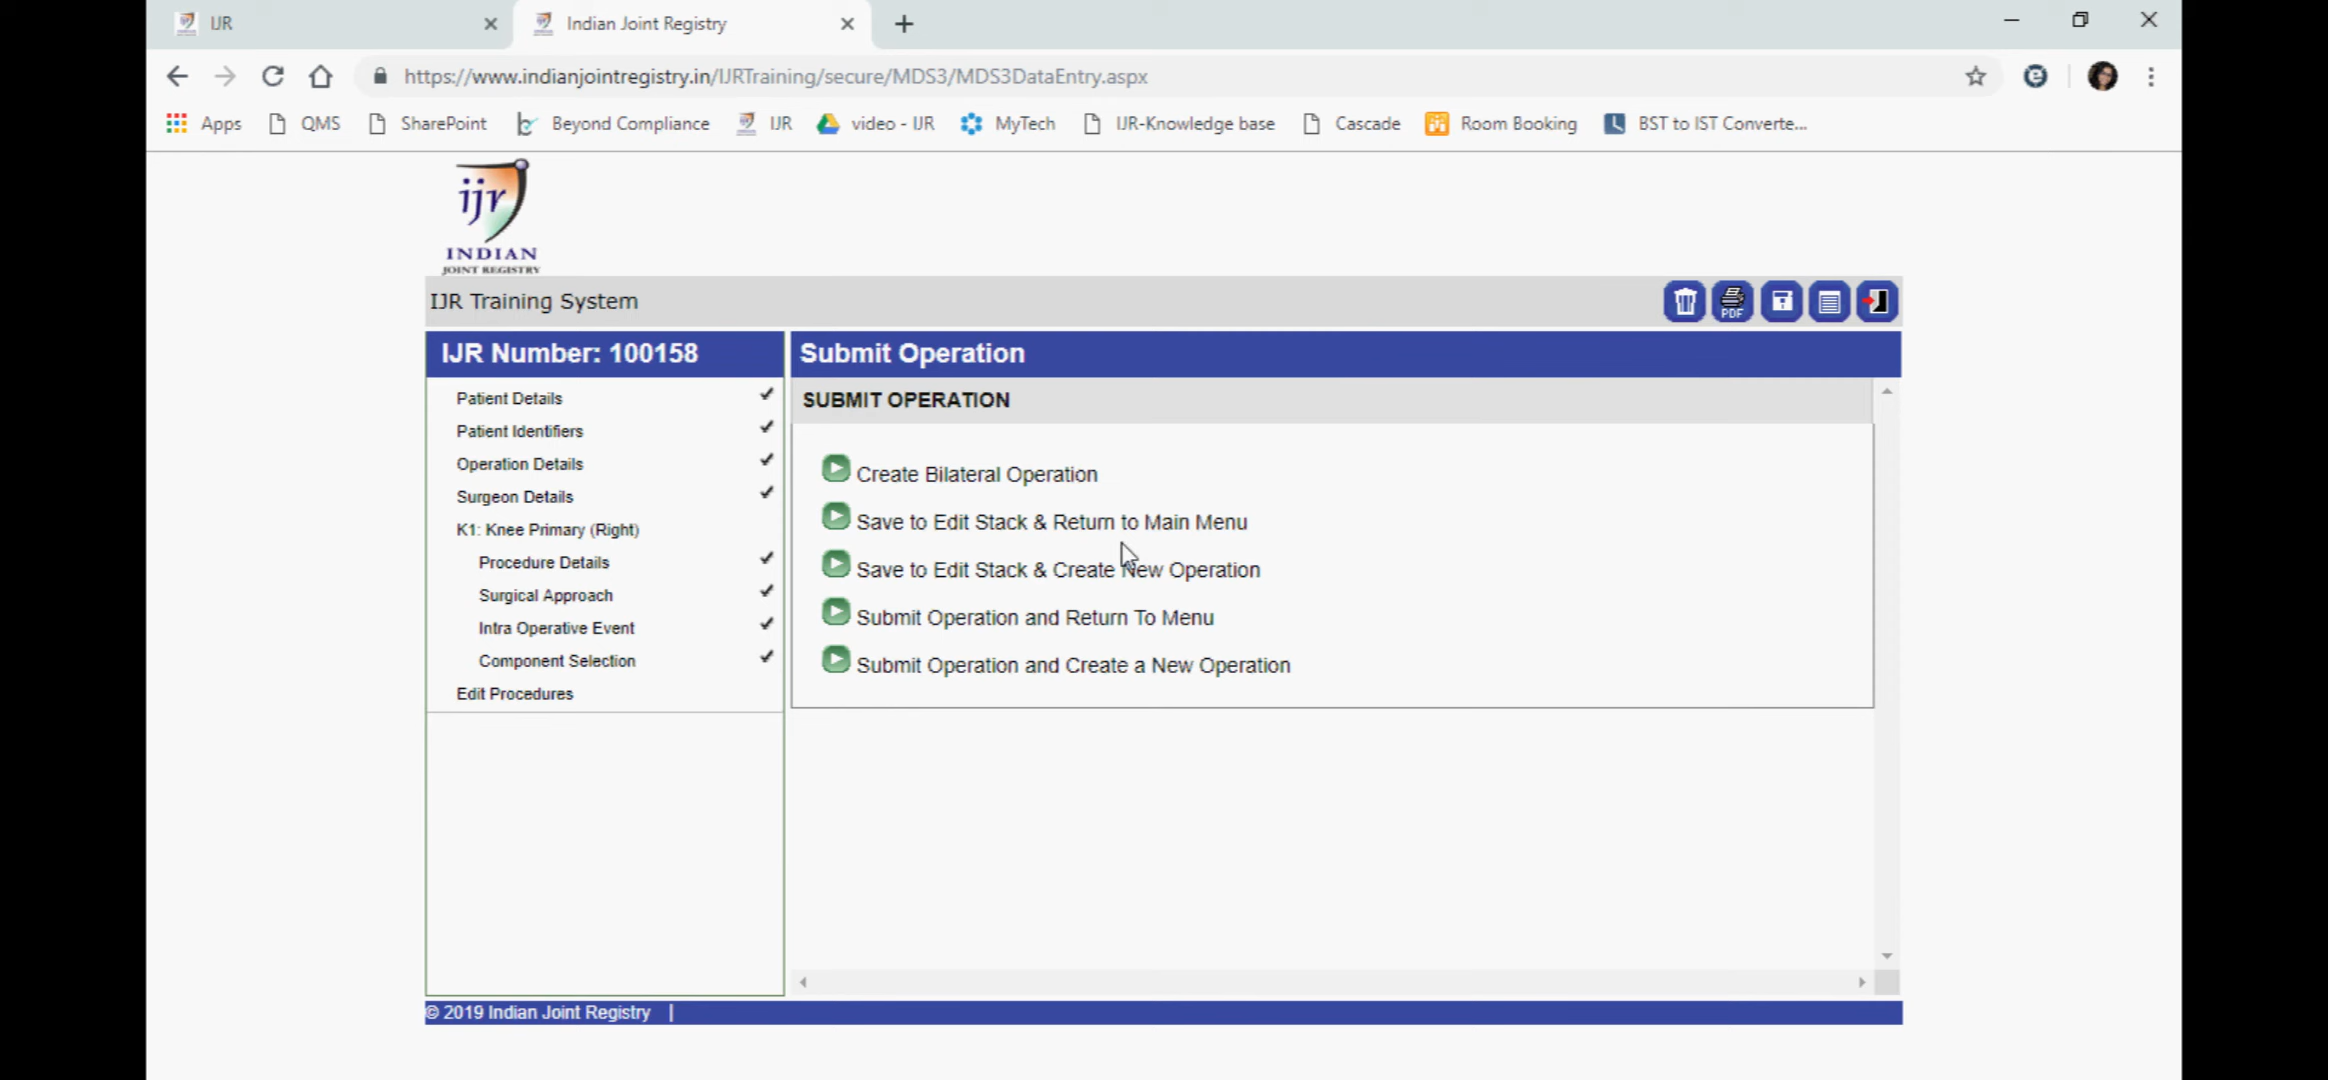 IJR
Indian Joint Registry
https://www.indianjointregistry.in/IJRTraining/secure/MDS3/MDS3DataEntry.aspx
Apps QMS SharePoint Beyond Compliance IJR video - IJR MyTech IJR-Knowledge base Cascade Room Booking BST to IST Converte...
ijr
INDIAN
JOINT REGISTRY
IJR Training System
PDF
IJR Number: 100158
Patient Details
Patient Identifiers
Operation Details
Surgeon Details
K1: Knee Primary (Right)
Procedure Details
Surgical Approach
Intra Operative Event
Component Selection
Edit Procedures
Submit Operation
SUBMIT OPERATION
Create Bilateral Operation
Save to Edit Stack & Return to Main Menu
Save to Edit Stack & Create New Operation
Submit Operation and Return To Menu
Submit Operation and Create a New Operation
© 2019 Indian Joint Registry |